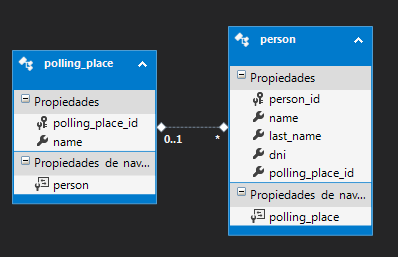 polling_place
Propiedades
polling_place_id
name
Propiedades de nav...
person
0..1
*
person
Propiedades
person_id
name
last_name
dni
polling_place_id
Propiedades de nav...
polling_place